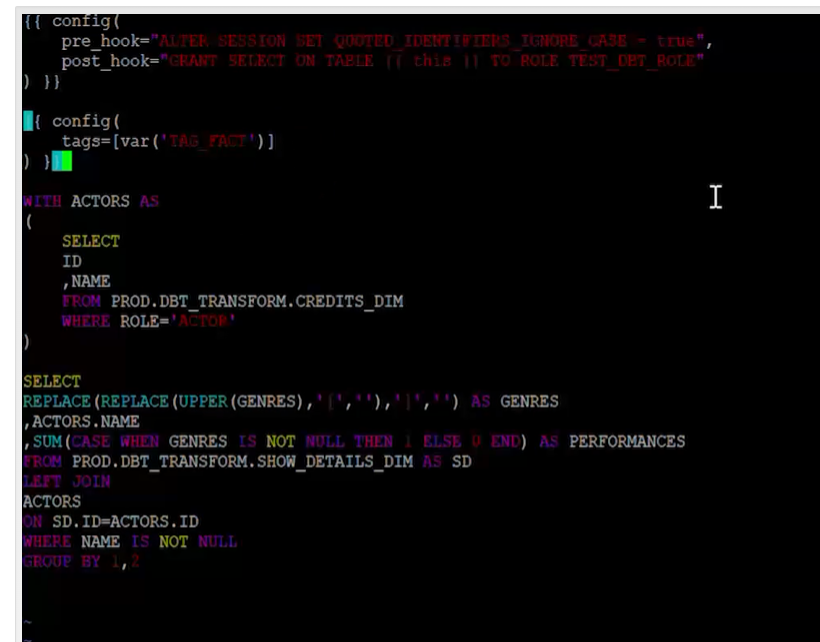 {{ config(
    pre_hook="ALTER SESSION SET QUOTED_IDENTIFIERS_IGNORE_CASE = true",
    post_hook="GRANT SELECT ON TABLE {{ this }} TO ROLE TEST_DBT_ROLE"
) }}
{{ config(
    tags=[var('TAG_FACT')]
) }}
WITH ACTORS AS
(
    SELECT
    ID
    ,NAME
    FROM PROD.DBT_TRANSFORM.CREDITS_DIM
    WHERE ROLE='ACTOR'
)
SELECT
REPLACE(REPLACE(UPPER(GENRES),'[',''),']','') AS GENRES
,ACTORS.NAME
,SUM(CASE WHEN GENRES IS NOT NULL THEN 1 ELSE 0 END) AS PERFORMANCES
FROM PROD.DBT_TRANSFORM.SHOW_DETAILS_DIM AS SD
LEFT JOIN
ACTORS
ON SD.ID=ACTORS.ID
WHERE NAME IS NOT NULL
GROUP BY 1,2
~
~